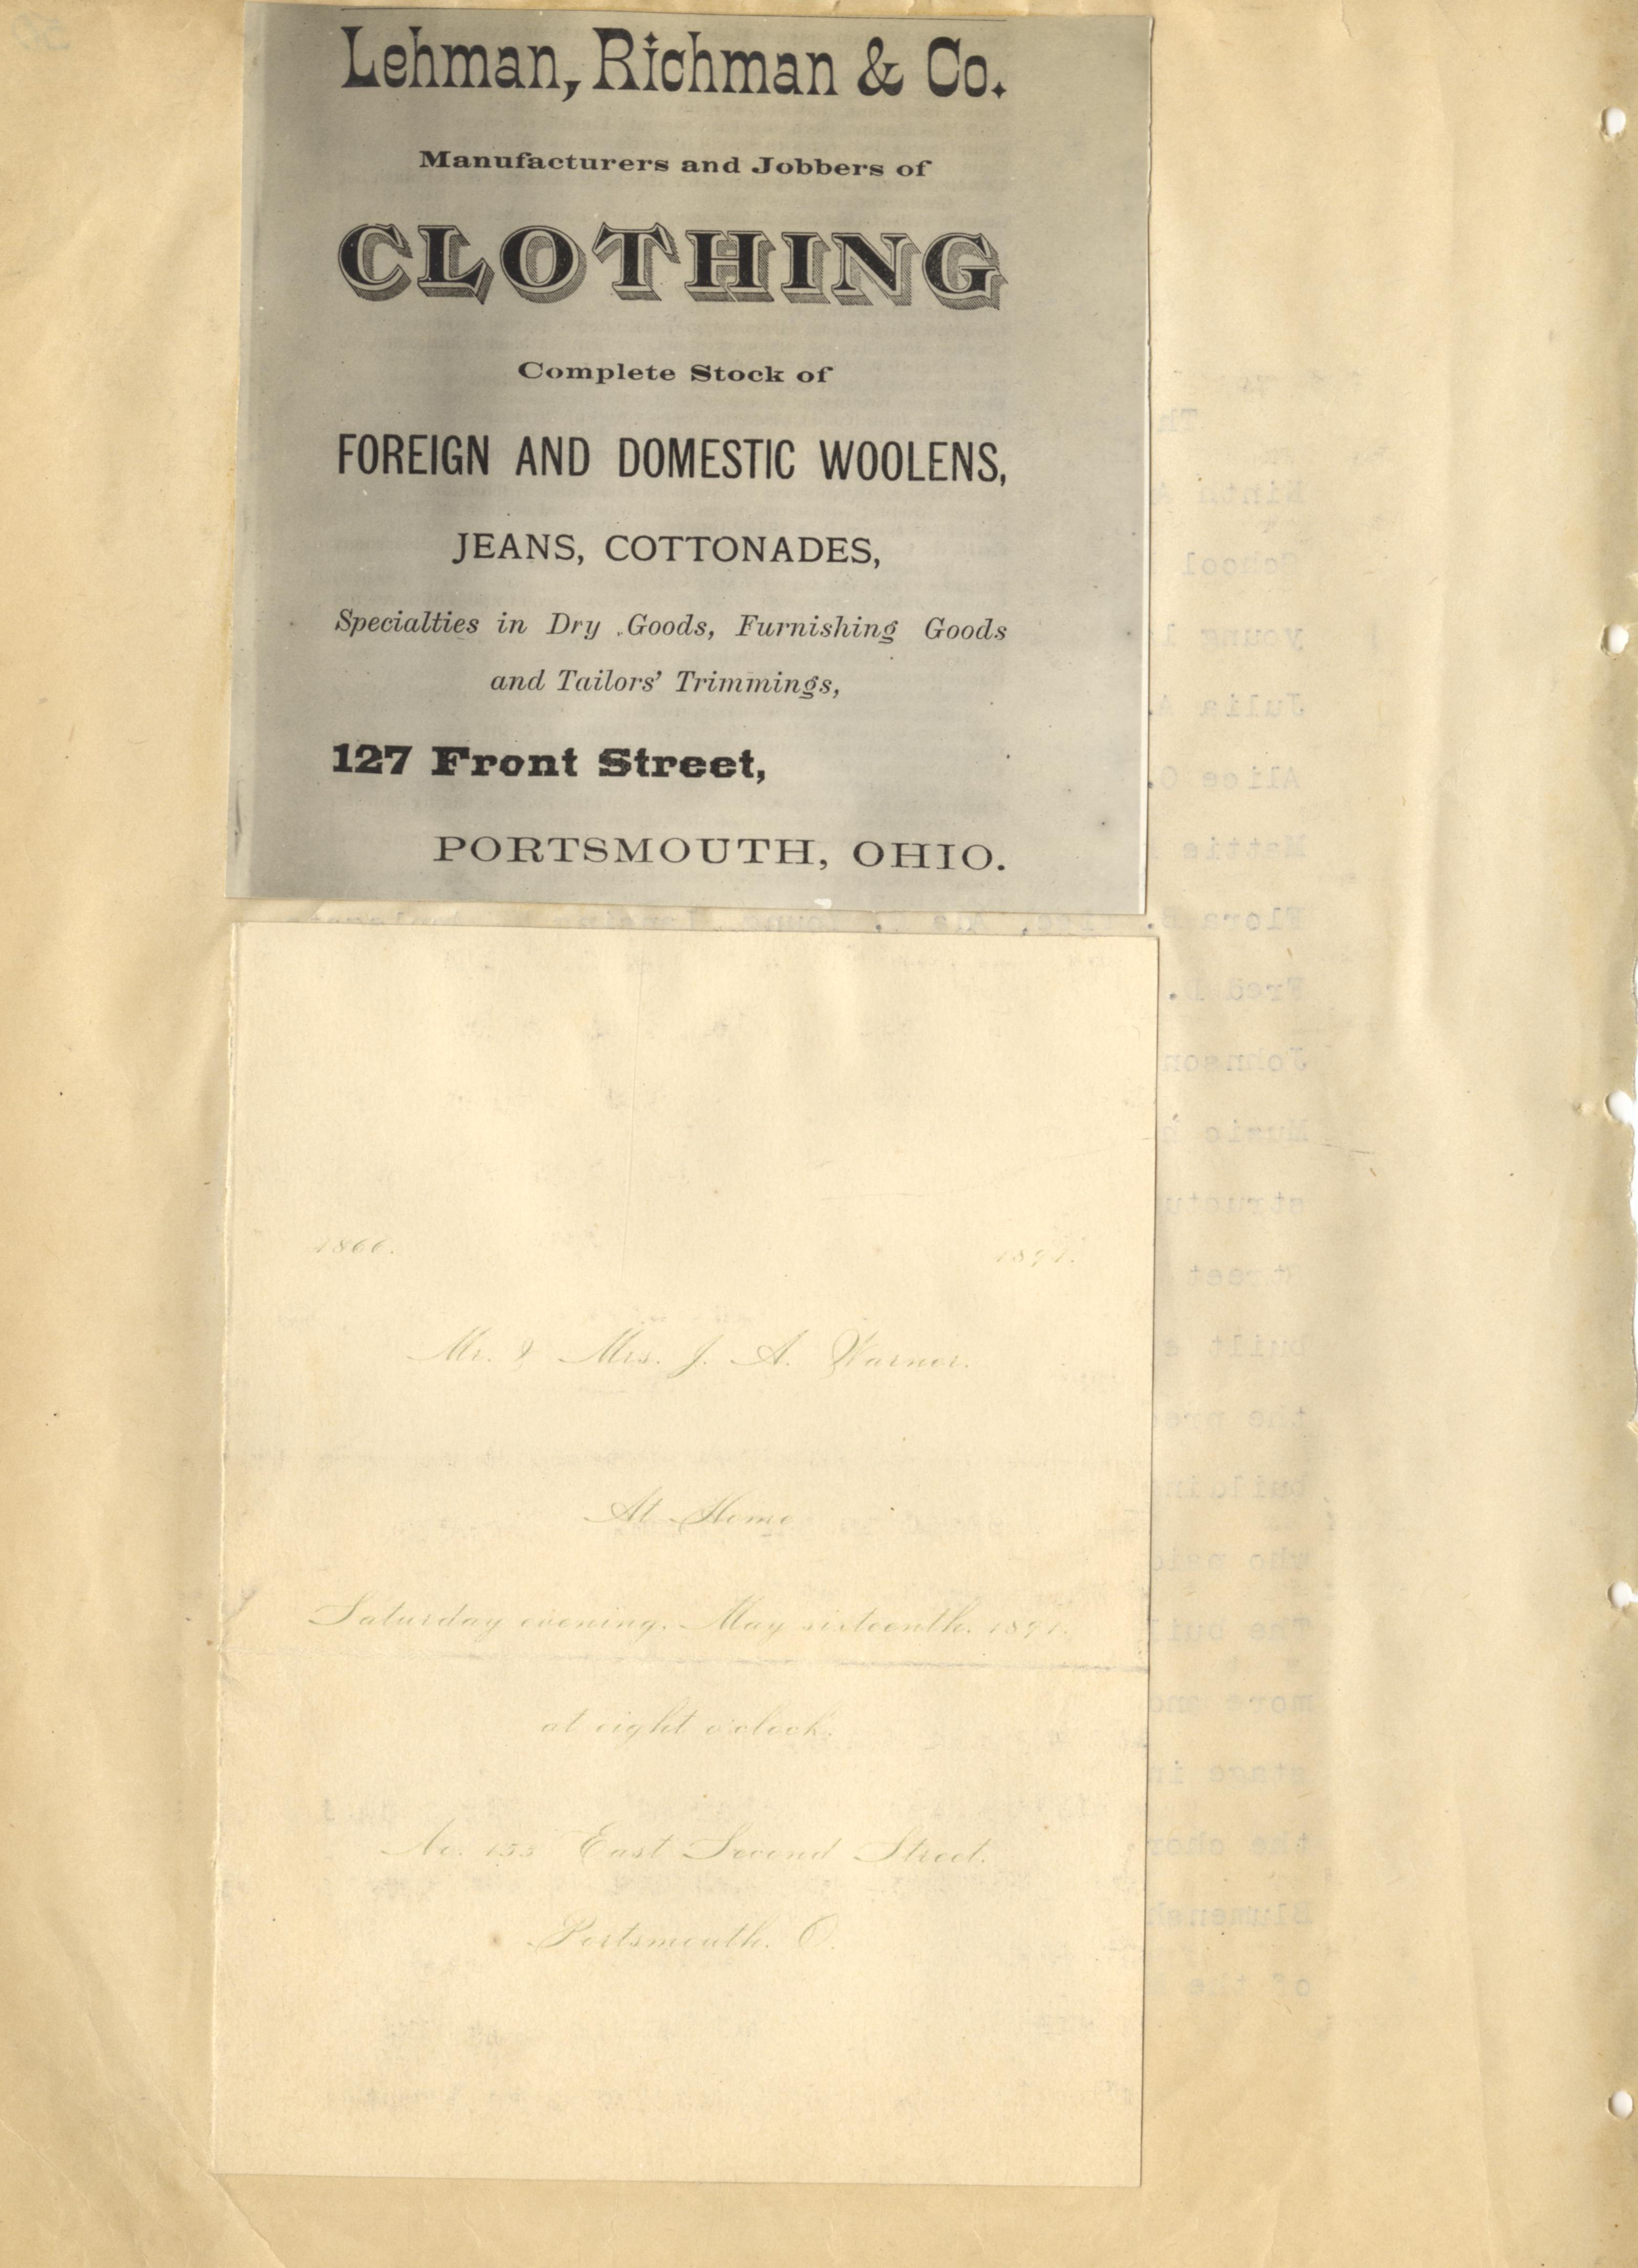 Lehman, Richman & Co.
Manufacturers and Jobbers of
CLOTHING
Complete Stock of
FOREIGN AND DOMESTIC WOOLENS,
JEANS, COTTONADES,
Specialties in Dry Goods, Furnishing Goods
and Tailors' Trimmings,
127 Front Street,
PORTSMOUTH, OHIO.
1866. 1891.
Mr. & Mrs. J. A. Warner.
At Home
Saturday evening, May sixteenth, 1891.
at eight o'clock.
No. 155 East Second Street.
Portsmouth, O.